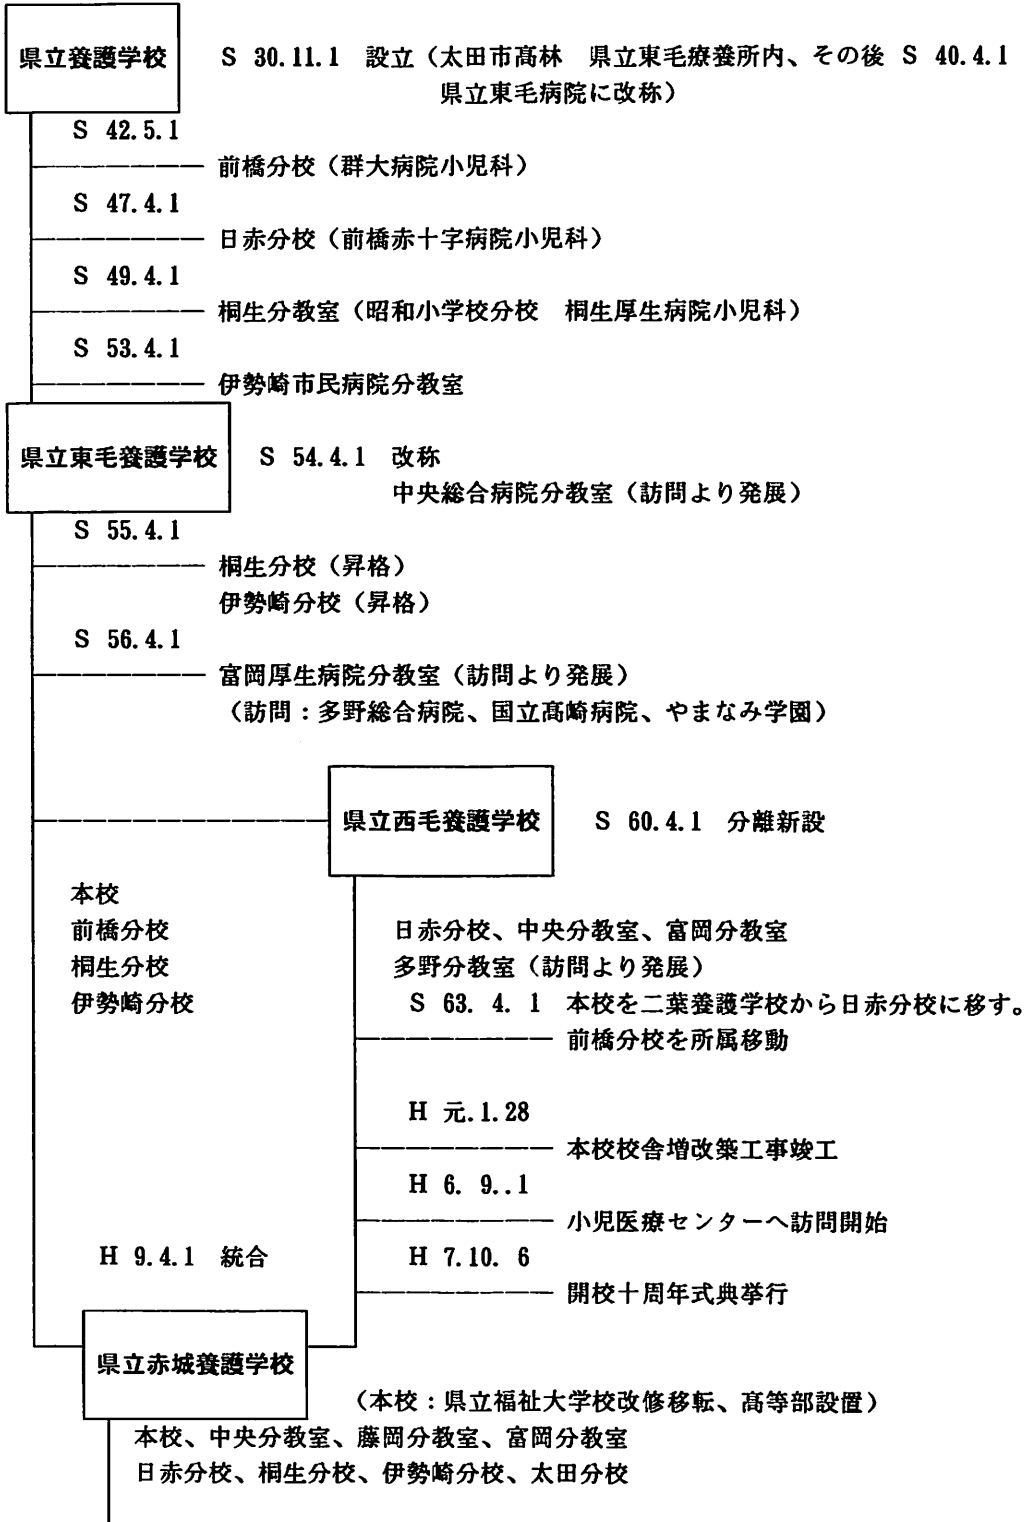 県立養護学校　S 30.11.1　設立（太田市高林　県立東毛療養所内、その後 S 40.4.1
県立東毛病院に改称）
S 42.5.1
前橋分校（群大病院小児科）
S 47.4.1
日赤分校（前橋赤十字病院小児科）
S 49.4.1
桐生分教室（昭和小学校分校　桐生厚生病院小児科）
S 53.4.1
伊勢崎市民病院分教室
県立東毛養護学校　S 54.4.1　改称
中央総合病院分教室（訪問より発展）
S 55.4.1
桐生分校（昇格）
伊勢崎分校（昇格）
S 56.4.1
富岡厚生病院分教室（訪問より発展）
（訪問：多野総合病院、国立高崎病院、やまなみ学園）
県立西毛養護学校　S 60.4.1　分離新設
本校
前橋分校　日赤分校、中央分教室、富岡分教室
桐生分校　多野分教室（訪問より発展）
伊勢崎分校　S 63. 4. 1　本校を二葉養護学校から日赤分校に移す。
前橋分校を所属移動
H 元. 1. 28
本校校舎増改築工事竣工
H 6. 9..1
小児医療センターへ訪問開始
H 9.4.1　統合　H 7.10. 6
開校十周年式典挙行
県立赤城養護学校
（本校：県立福祉大学校改修移転、高等部設置）
本校、中央分教室、藤岡分教室、富岡分教室
日赤分校、桐生分校、伊勢崎分校、太田分校